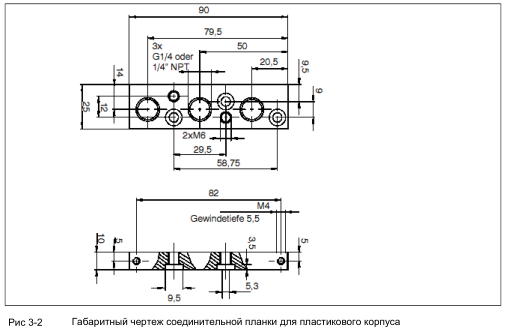 90
79,5
3x
50
G1/4 oder
1/4" NPT
20,5
14
9,5
12
25
9
2xM6
29,5
58,75
82
M4
Gewindetiefe 5,5
10
5
3,5
5
9,5
5,3
Рис 3-2 Габаритный чертеж соединительной планки для пластикового корпуса